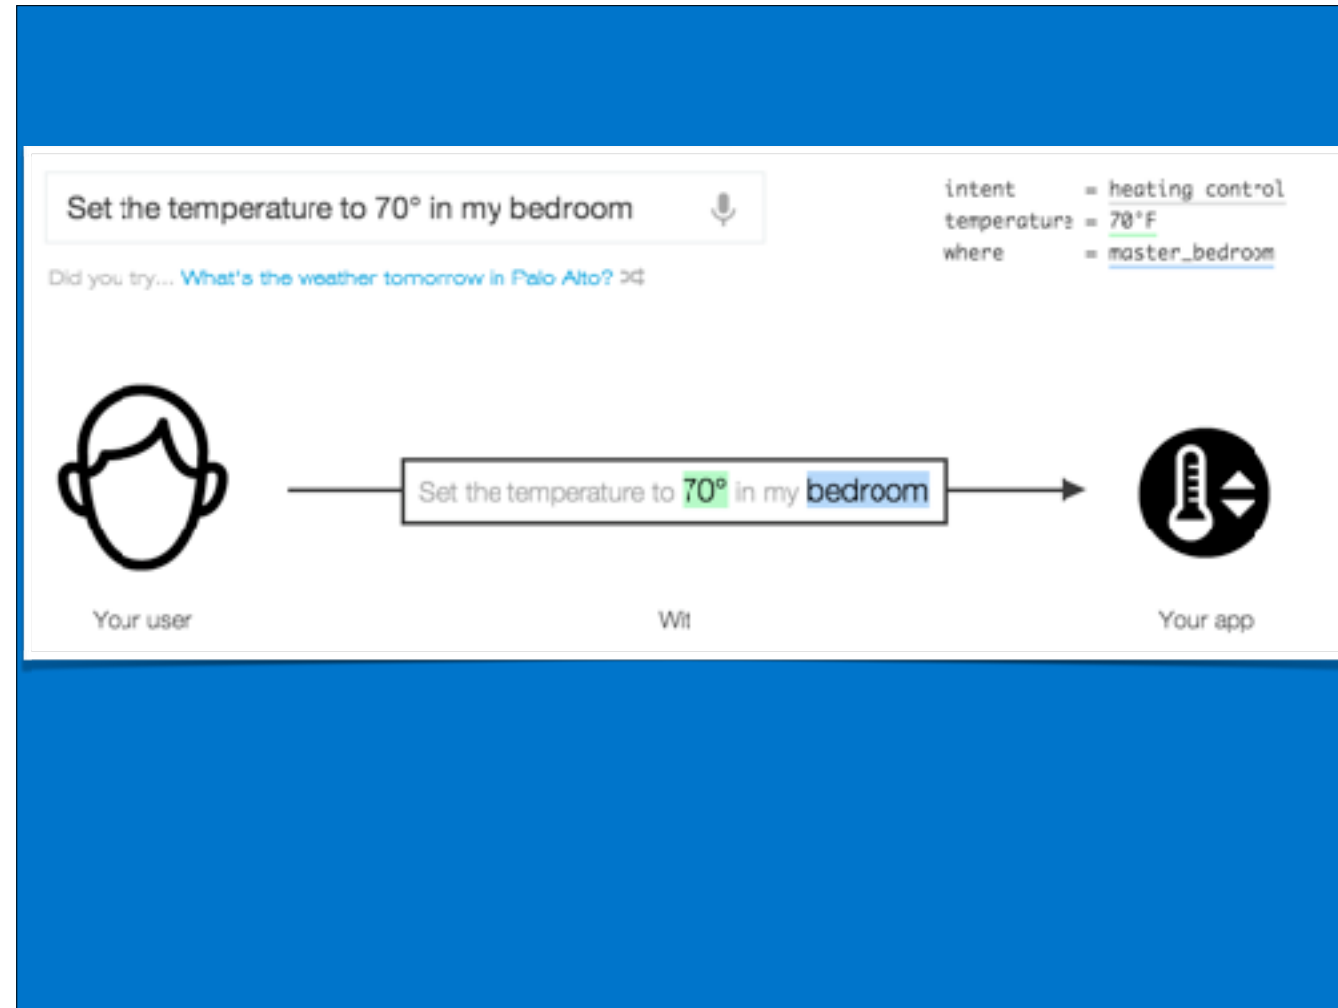 Set the temperature to 70° in my bedroom
Did you try... What's the weather tomorrow in Palo Alto?
intent = heating control
temperature = 70°F
where = master_bedroom
Set the temperature to 70° in my bedroom
Your user
Wit
Your app